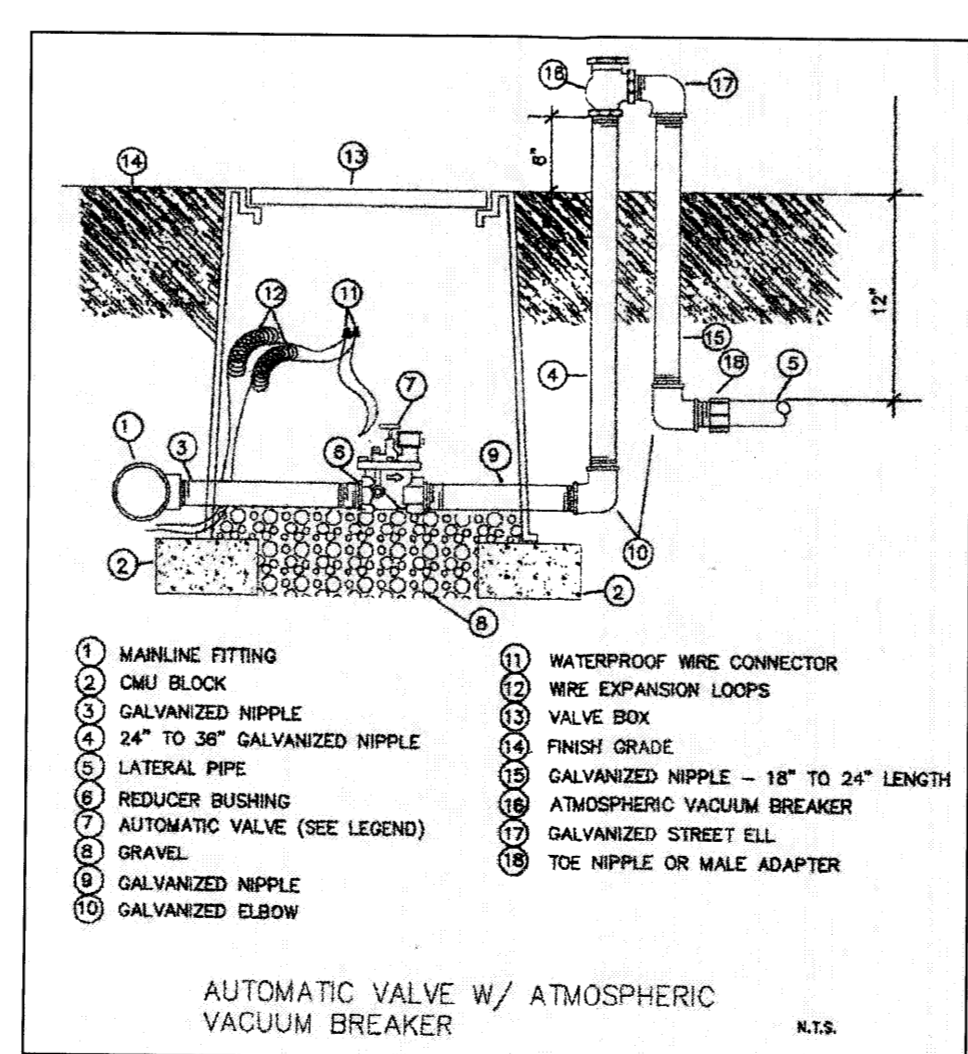 16
17
8"
14
13
12
11
12"
15
4
18
5
7
1
3
6
9
10
2
2
8
1 MAINLINE FITTING
2 CMU BLOCK
3 GALVANIZED NIPPLE
4 24" TO 36" GALVANIZED NIPPLE
5 LATERAL PIPE
6 REDUCER BUSHING
7 AUTOMATIC VALVE (SEE LEGEND)
8 GRAVEL
9 GALVANIZED NIPPLE
10 GALVANIZED ELBOW
11 WATERPROOF WIRE CONNECTOR
12 WIRE EXPANSION LOOPS
13 VALVE BOX
14 FINISH GRADE
15 GALVANIZED NIPPLE - 18" TO 24" LENGTH
16 ATMOSPHERIC VACUUM BREAKER
17 GALVANIZED STREET ELL
18 TOE NIPPLE OR MALE ADAPTER
AUTOMATIC VALVE W/ ATMOSPHERIC
VACUUM BREAKER
N.T.S.